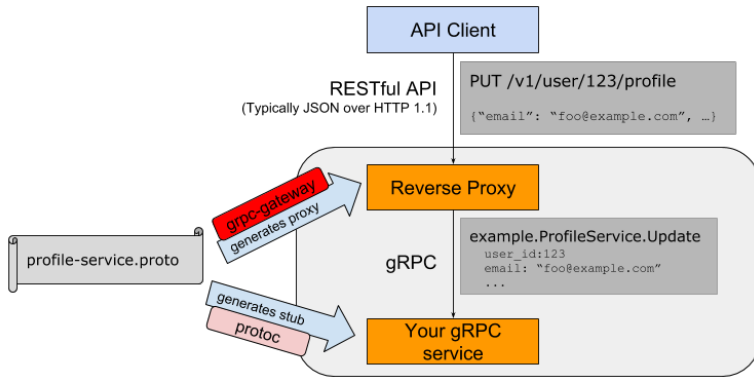 API Client
RESTful API
(Typically JSON over HTTP 1.1)
PUT /v1/user/123/profile
{“email”: “foo@example.com”, …}
grpc-gateway
generates proxy
Reverse Proxy
profile-service.proto
gRPC
example.ProfileService.Update
user_id:123
email: “foo@example.com”
...
generates stub
protoc
Your gRPC
service